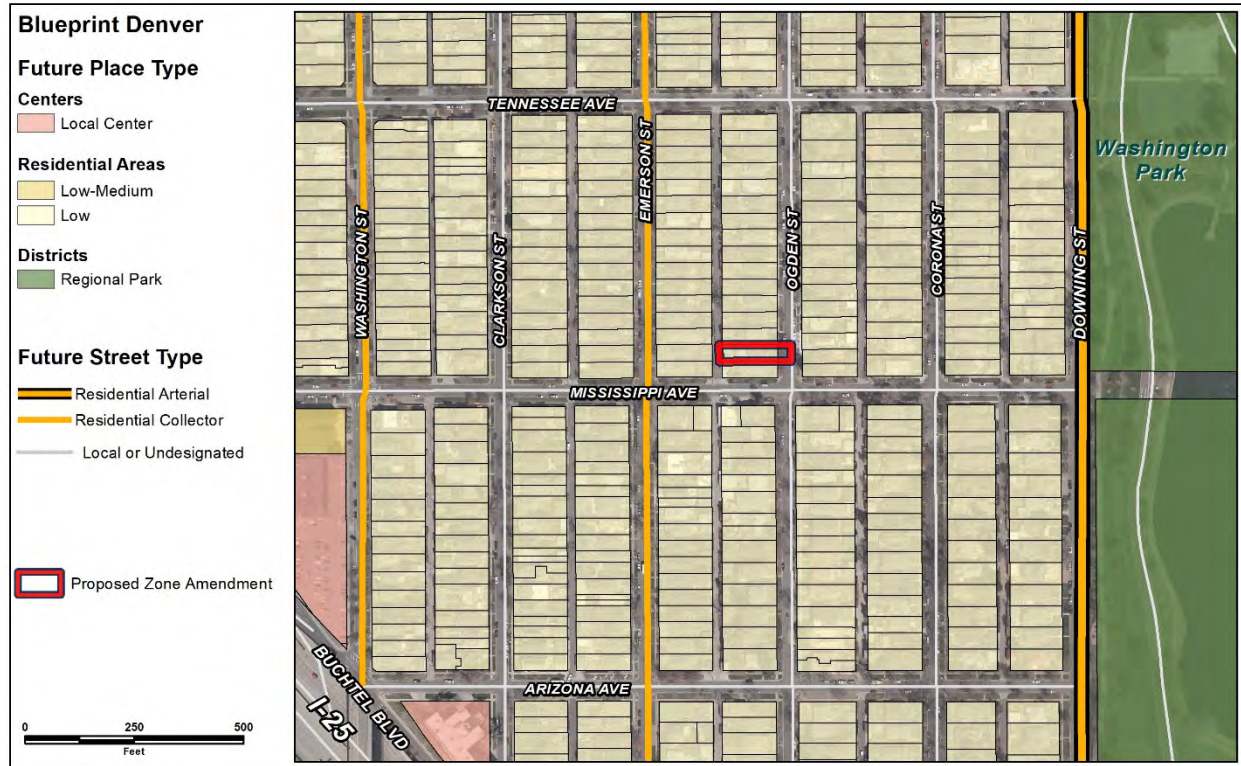 Blueprint Denver
Future Place Type
Centers
Local Center
Residential Areas
Low-Medium
Low
Districts
Regional Park
Future Street Type
Residential Arterial
Residential Collector
Local or Undesignated
Proposed Zone Amendment
0 250 500
Feet
TENNESSEE AVE
WASHINGTON ST
CLARKSON ST
EMERSON ST
OGDEN ST
CORONA ST
DOWNING ST
Washington
Park
MISSISSIPPI AVE
ARIZONA AVE
BUCHTEL BLVD
I-25